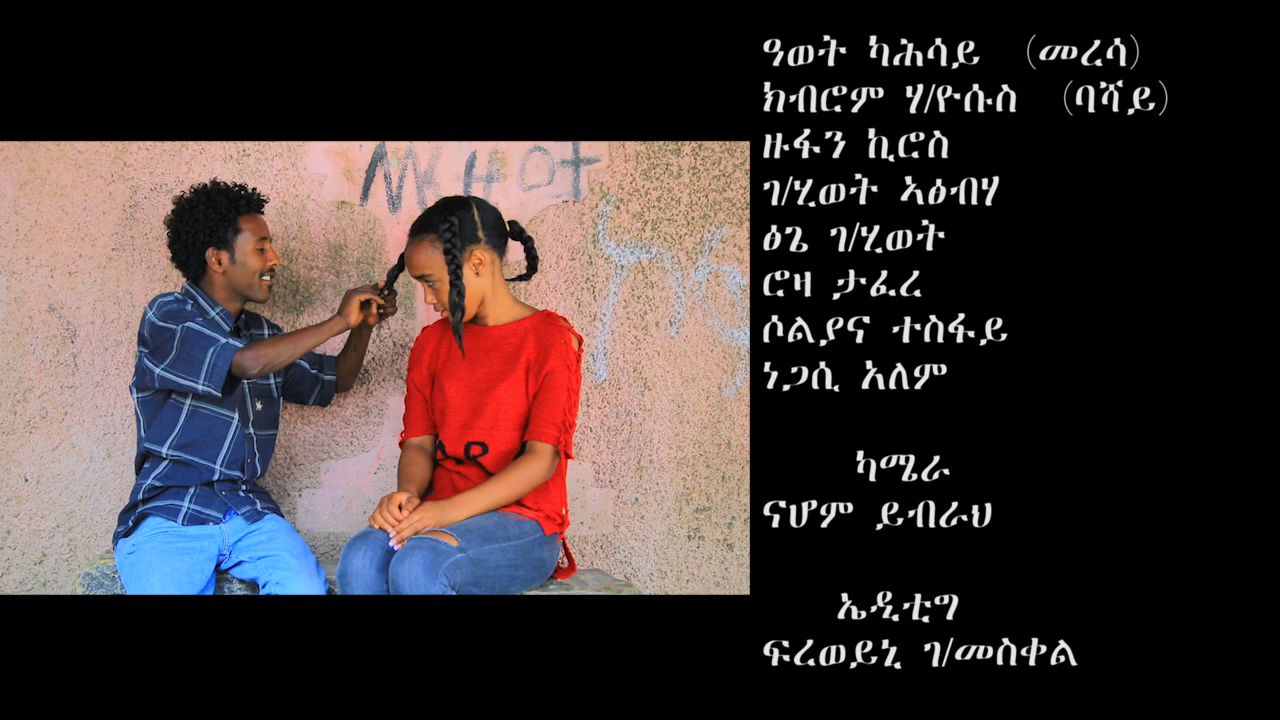 ዓወት ካሕሳይ (መረሳ)
ክብሮም ሃ/ዮሱስ (ባሻይ)
ዙፋን ኪሮስ
ገ/ሂወት ኣፅብሃ
ፅጌ ገ/ሂወት
ሮዛ ታፈረ
ሶልያና ተስፋይ
ነጋሲ አለም
ካሜራ
ናሆም ይብራህ
ኤዲቲግ
ፍረወይኒ ገ/መስቀል